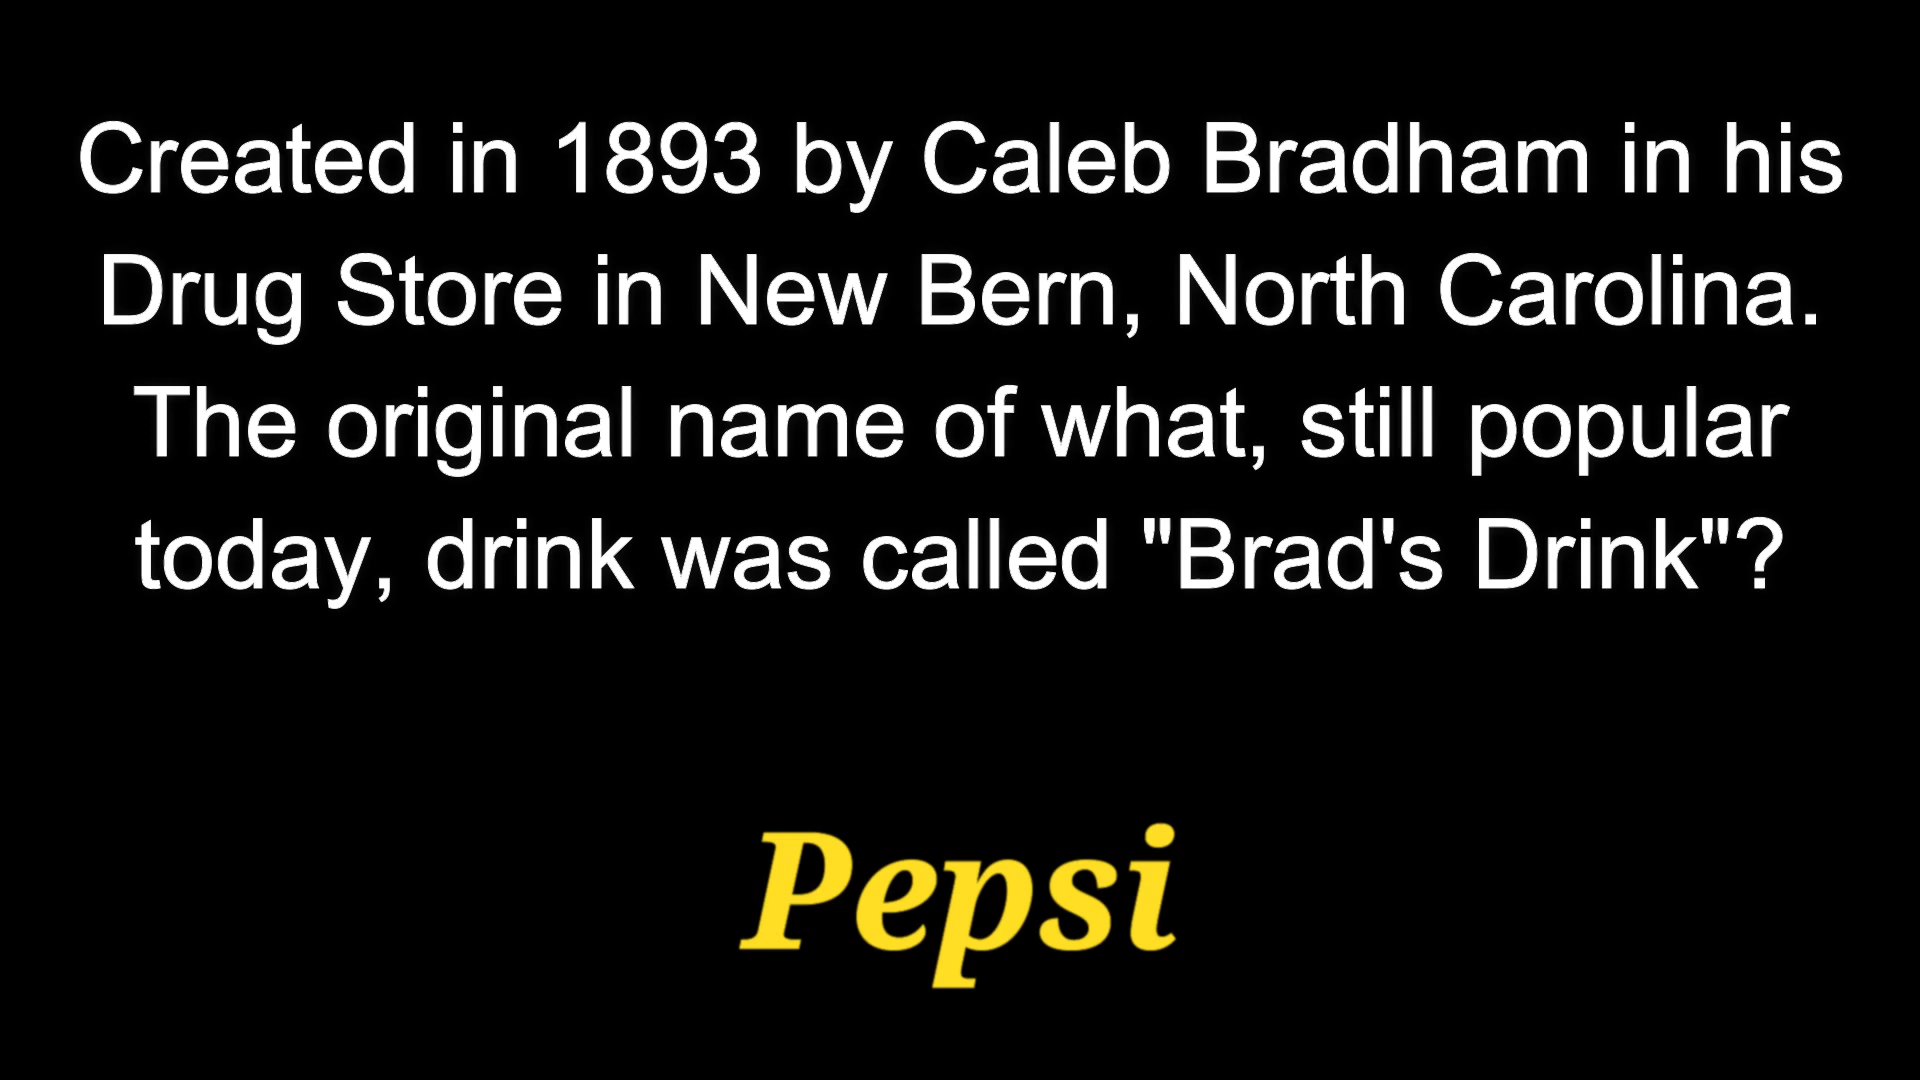 Created in 1893 by Caleb Bradham in his
Drug Store in New Bern, North Carolina.
The original name of what, still popular
today, drink was called "Brad's Drink"?
Pepsi